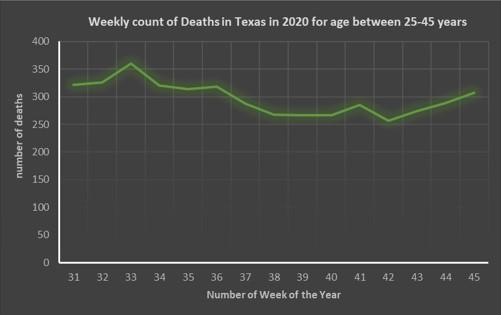 Weekly count of Deaths in Texas in 2020 for age between 25-45 years
400
350
300
250
200
150
100
50
0
number of deaths
31 32 33 34 35 36 37 38 39 40 41 42 43 44 45
Number of Week of the Year